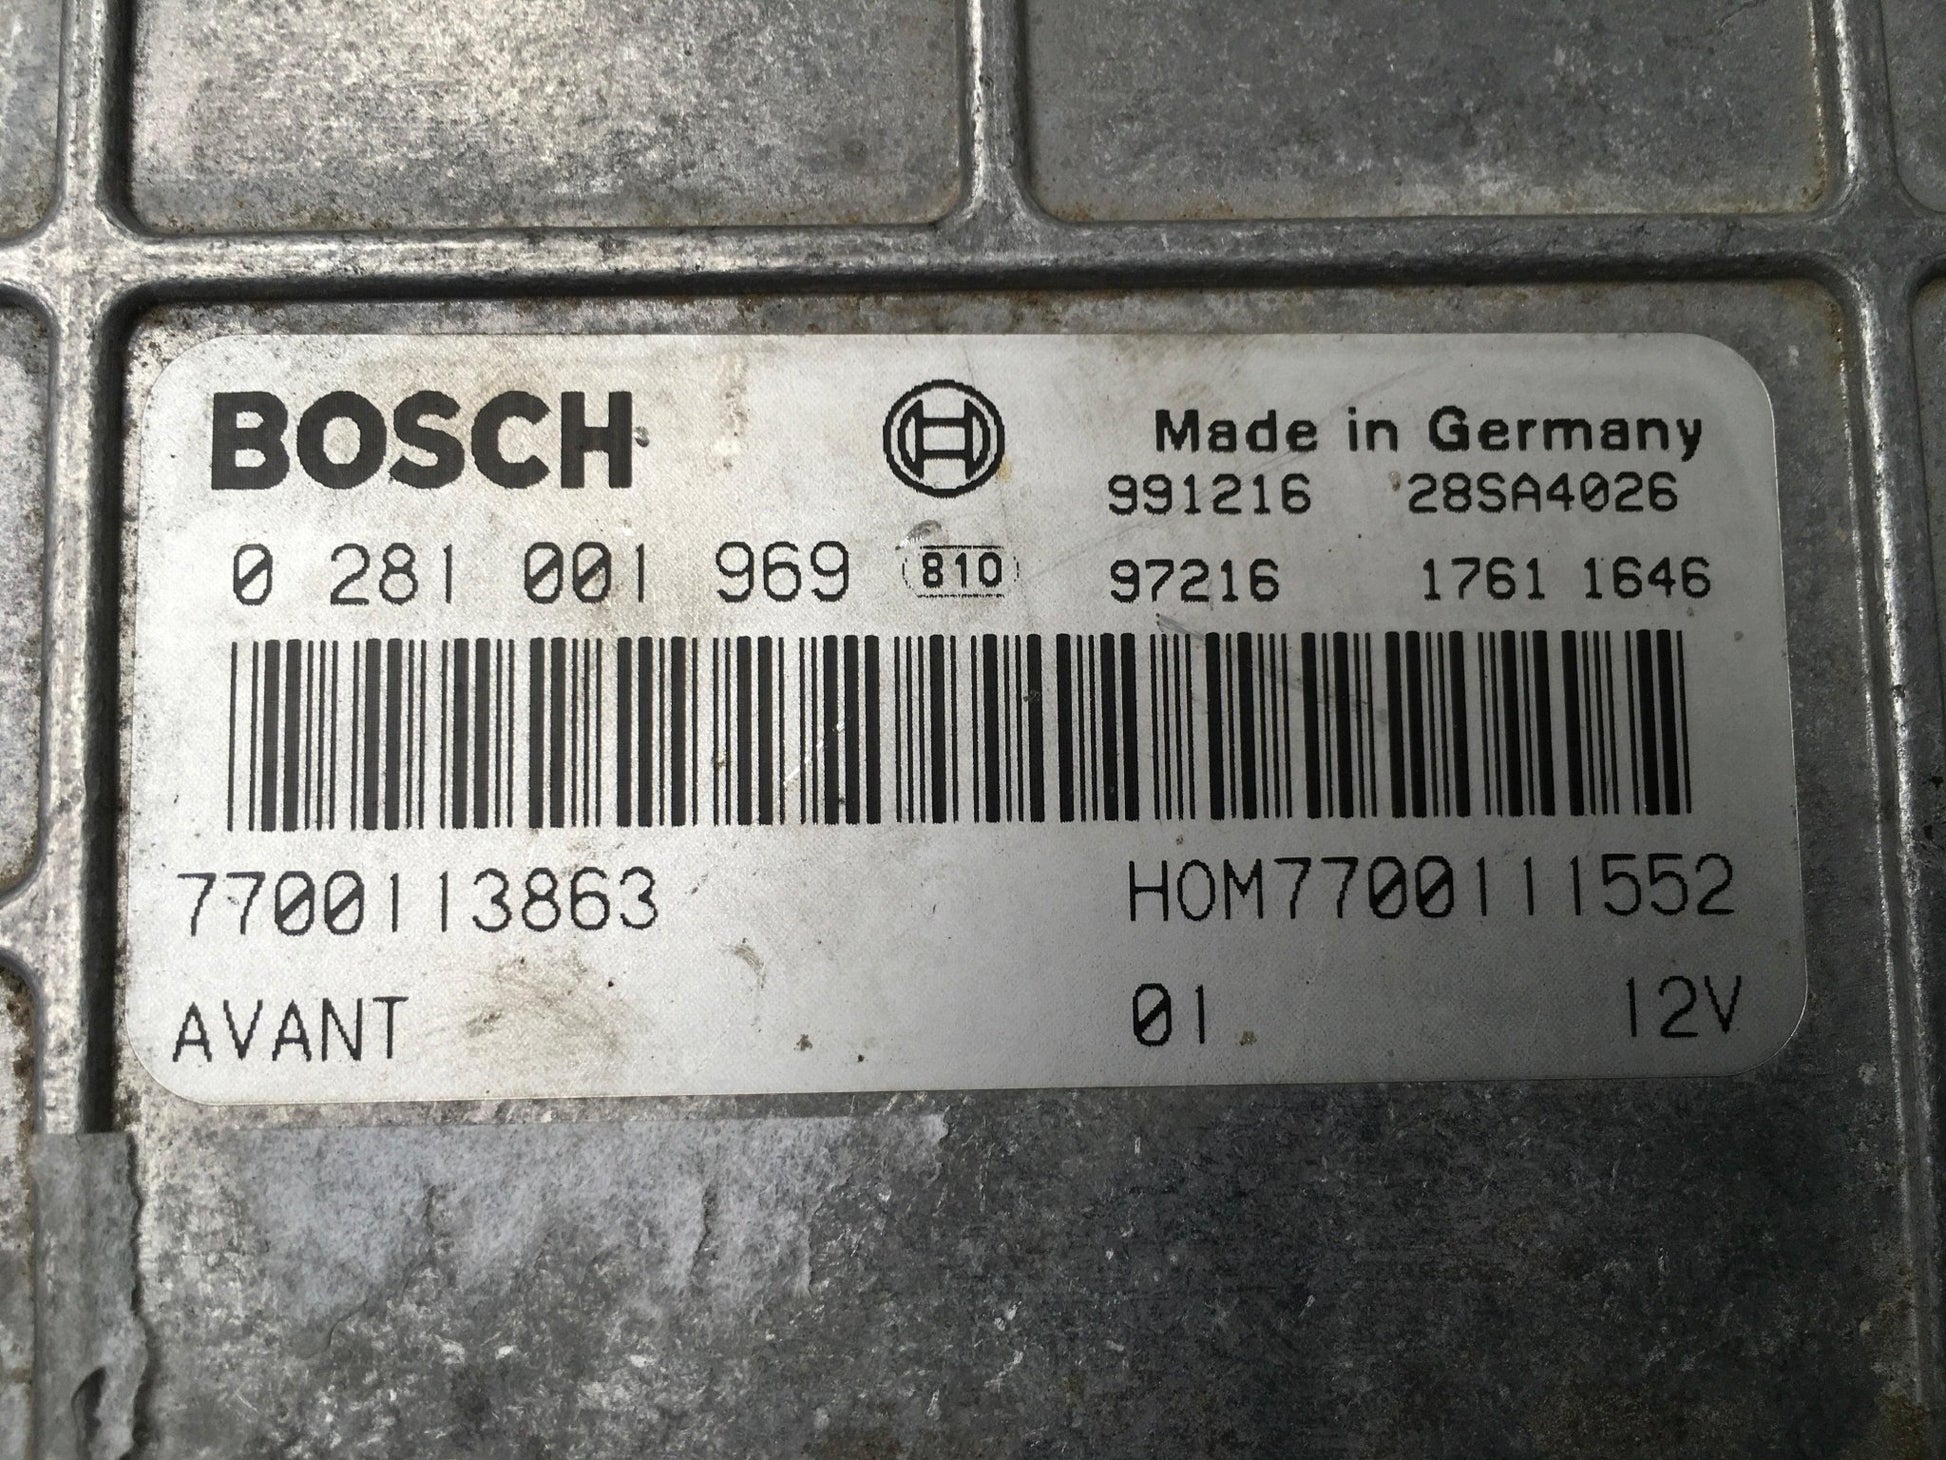 BOSCH Made in Germany
991216 28SA4026
0 281 001 969 810 97216 1761 1646
7700113863 HOM7700111552
AVANT 01 12V